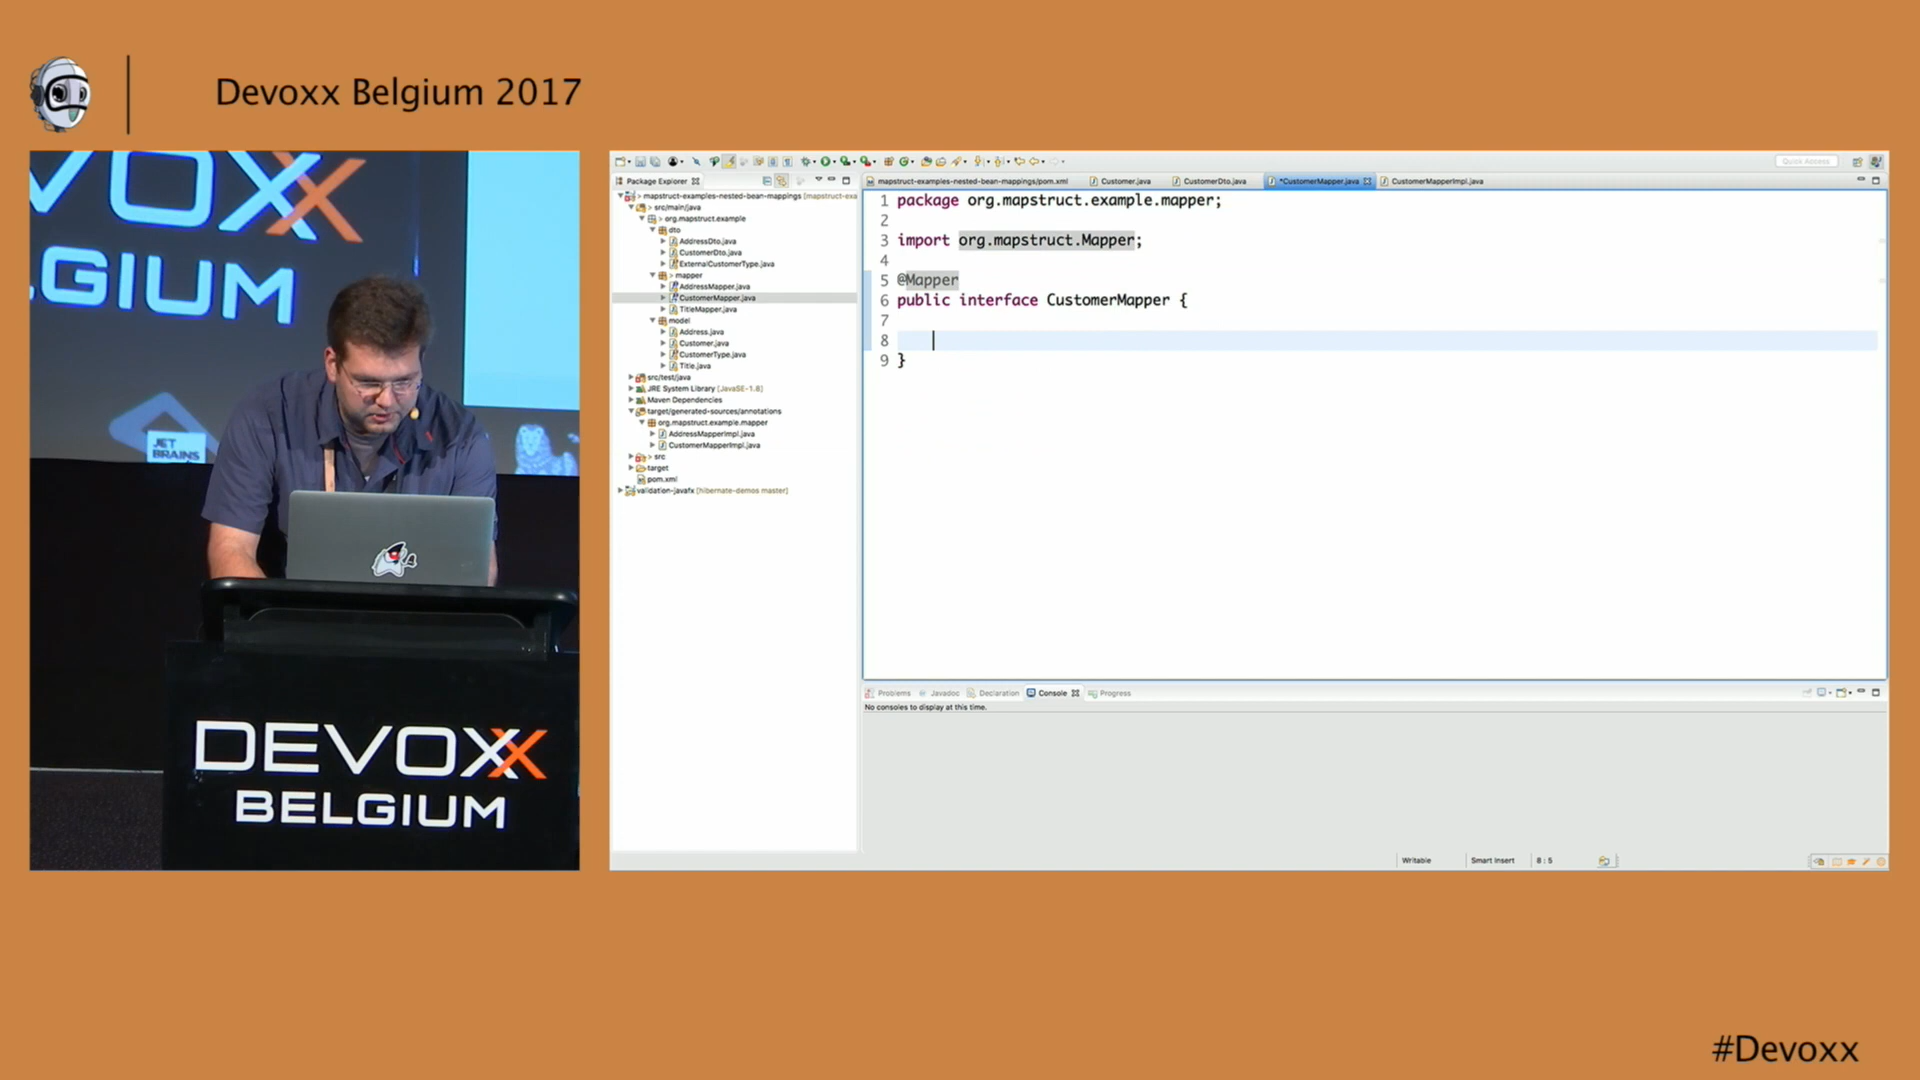 Devoxx Belgium 2017
VOXX
LGIUM
JET
BRAINS
DEVOXX
BELGIUM
Quick Access
Package Explorer
mapstruct-examples-nested-bean-mappings/pom.xml
Customer.java
CustomerDto.java
*CustomerMapper.java
CustomerMapperImpl.java
> mapstruct-examples-nested-bean-mappings [mapstruct-exa
> src/main/java
> org.mapstruct.example
dto
AddressDto.java
CustomerDto.java
ExternalCustomerType.java
> mapper
AddressMapper.java
CustomerMapper.java
TitleMapper.java
model
Address.java
Customer.java
CustomerType.java
Title.java
src/test/java
JRE System Library [JavaSE-1.8]
Maven Dependencies
target/generated-sources/annotations
org.mapstruct.example.mapper
AddressMapperImpl.java
CustomerMapperImpl.java
> src
target
pom.xml
validation-javafx [hibernate-demos master]
1 package org.mapstruct.example.mapper;
2
3 import org.mapstruct.Mapper;
4
5 @Mapper
6 public interface CustomerMapper {
7
8
9 }
Problems
Javadoc
Declaration
Console
Progress
No consoles to display at this time.
Writable
Smart Insert
8 : 5
#Devoxx